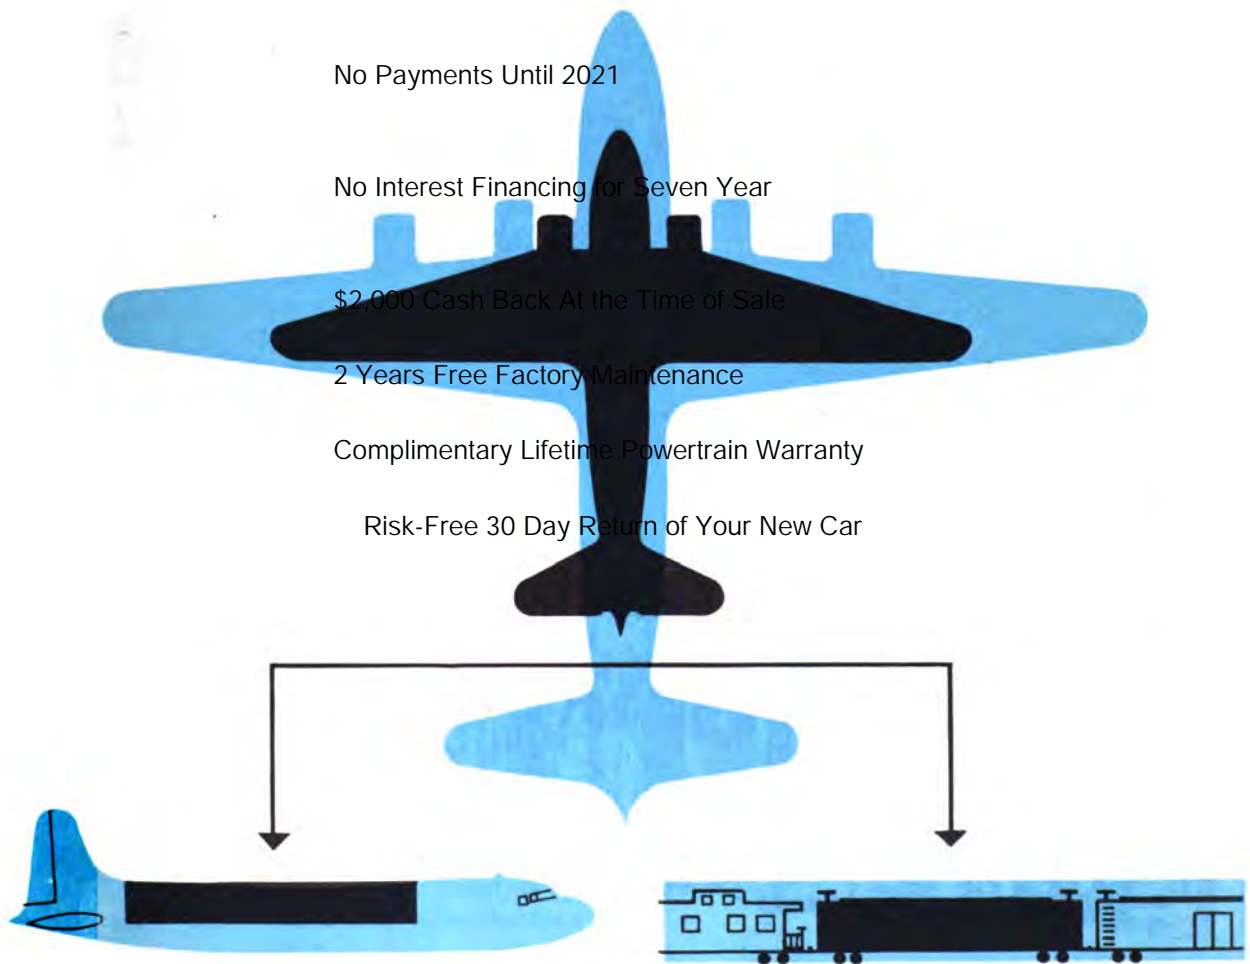 No Payments Until 2021
No Interest Financing for Seven Year
$2,000 Cash Back At the Time of Sale
2 Years Free Factory Maintenance
Complimentary Lifetime Powertrain Warranty
Risk-Free 30 Day Return of Your New Car